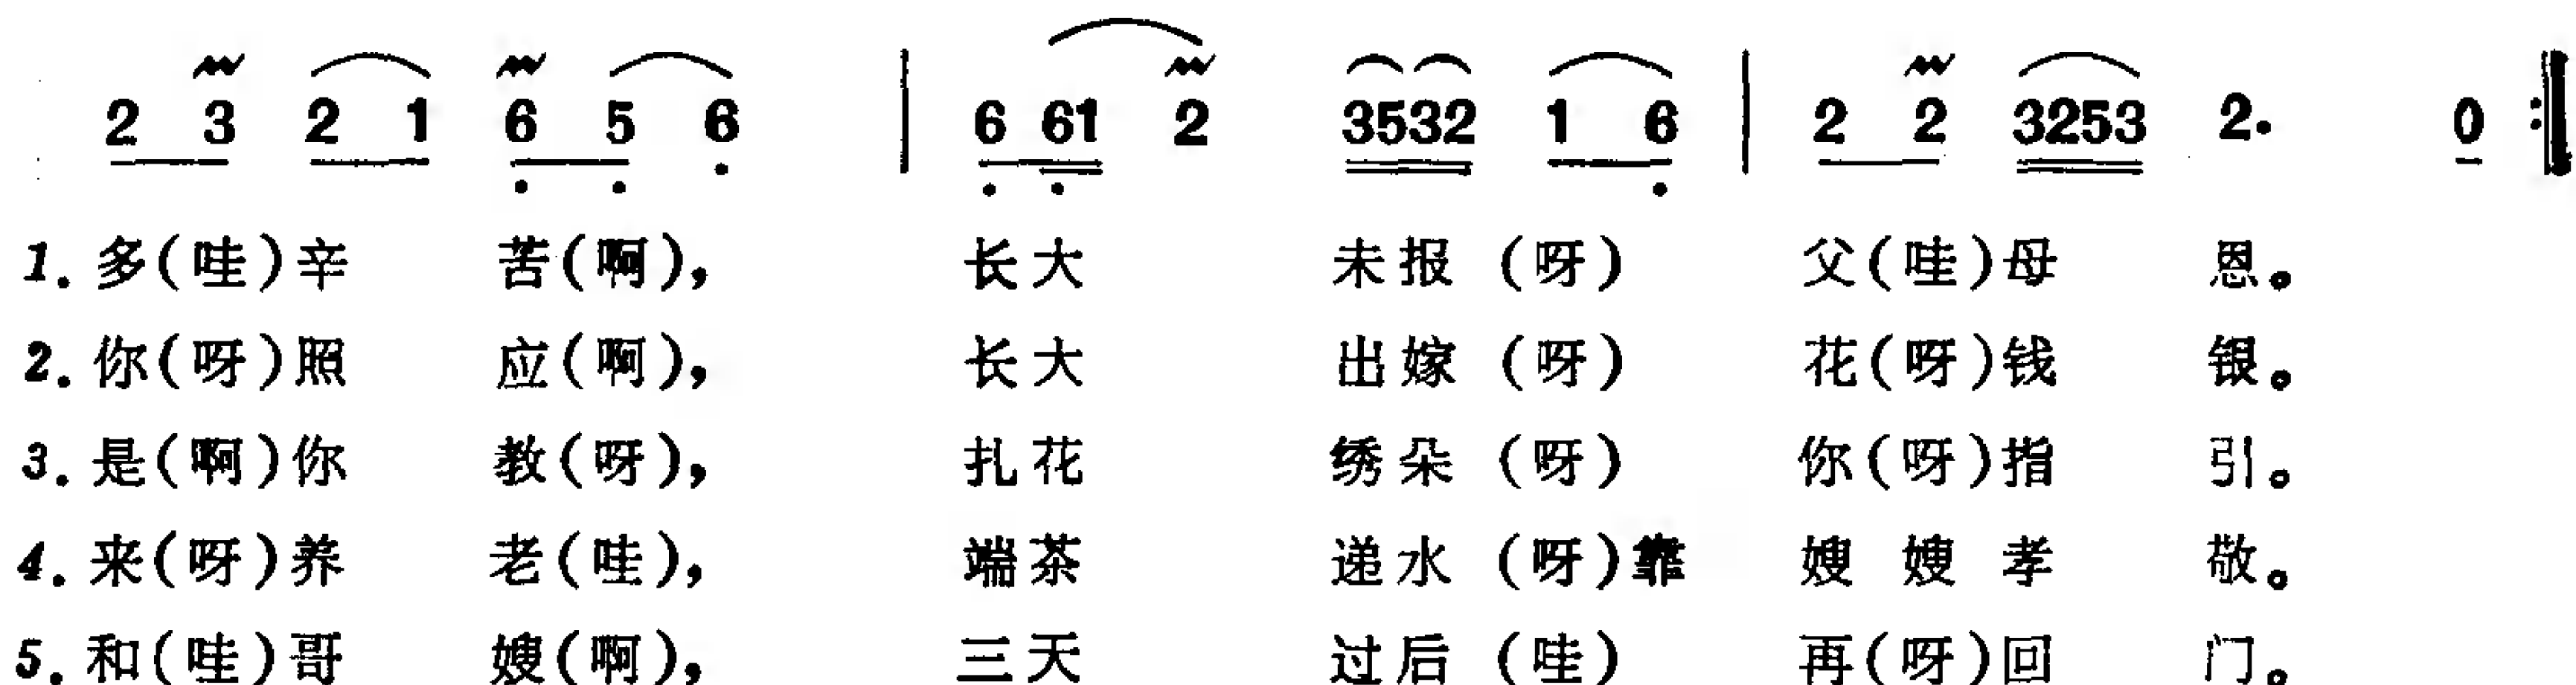 2 3 2 1 6 5 6 | 6 61 2 3532 1 6 | 2 2 3253 2. 0 :‖
1. 多(哇)辛 苦(啊), 长大 未报 (呀) 父(哇)母 恩。
2. 你(呀)照 应(啊), 长大 出嫁 (呀) 花(呀)钱 银。
3. 是(啊)你 教(呀), 扎花 绣朵 (呀) 你(呀)指 引。
4. 来(呀)养 老(哇), 端茶 递水 (呀)靠 嫂 嫂 孝 敬。
5. 和(哇)哥 嫂(啊), 三天 过后 (哇) 再(呀)回 门。